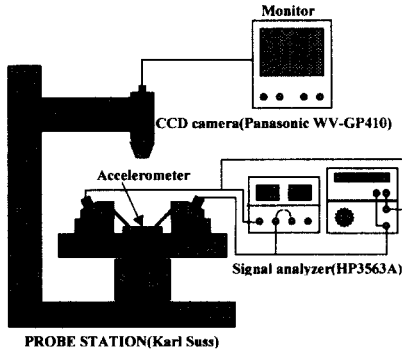 Monitor
CCD camera(Panasonic WV-GP410)
Accelerometer
Signal analyzer(HP3563A)
PROBE STATION(Karl Suss)